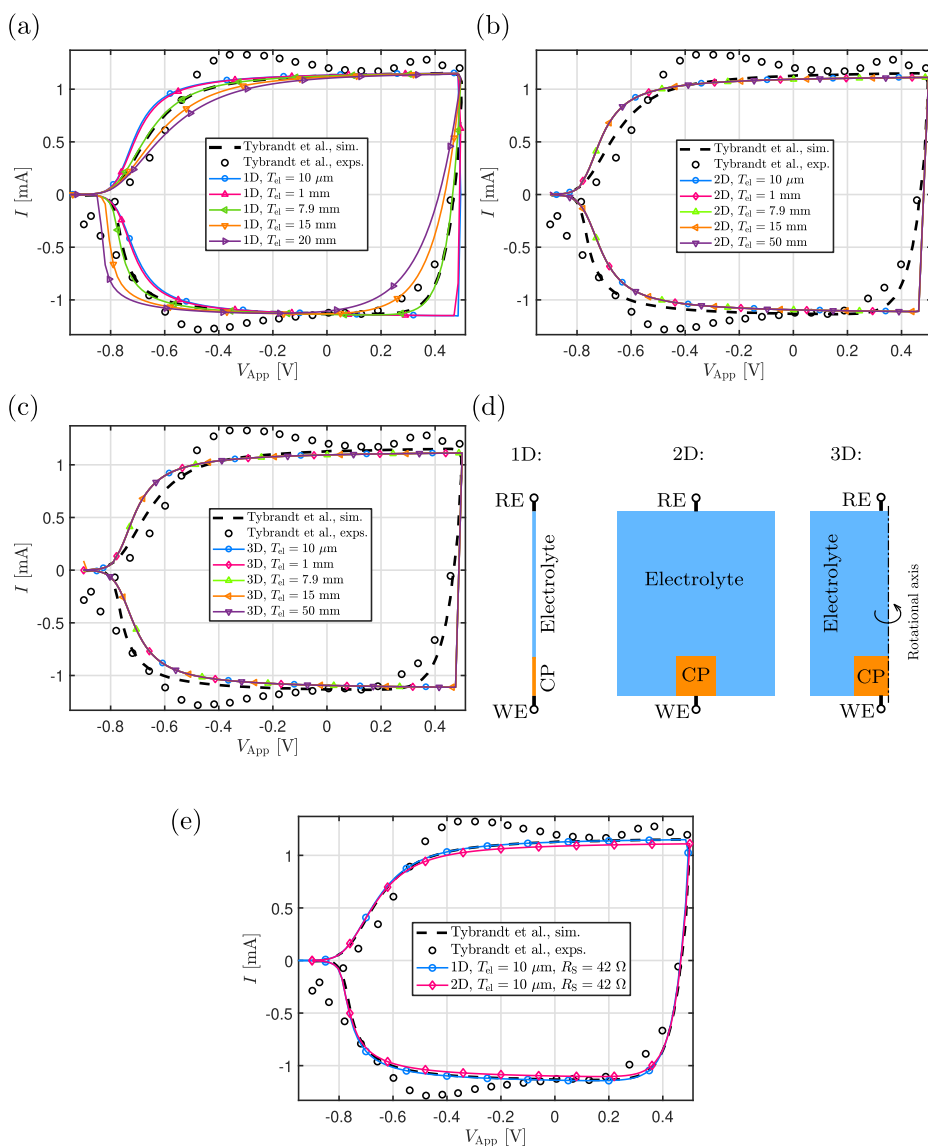 (a)
I [mA]
1
0.5
0
-0.5
-1
-0.8 -0.6 -0.4 -0.2 0 0.2 0.4
V_App [V]
Tybrandt et al., sim.
Tybrandt et al., exps.
1D, T_el = 10 μm
1D, T_el = 1 mm
1D, T_el = 7.9 mm
1D, T_el = 15 mm
1D, T_el = 20 mm
(b)
I [mA]
1
0.5
0
-0.5
-1
-0.8 -0.6 -0.4 -0.2 0 0.2 0.4
V_App [V]
Tybrandt et al., sim.
Tybrandt et al., exp.
2D, T_el = 10 μm
2D, T_el = 1 mm
2D, T_el = 7.9 mm
2D, T_el = 15 mm
2D, T_el = 50 mm
(c)
I [mA]
1
0.5
0
-0.5
-1
-0.8 -0.6 -0.4 -0.2 0 0.2 0.4
V_App [V]
Tybrandt et al., sim.
Tybrandt et al., exps.
3D, T_el = 10 μm
3D, T_el = 1 mm
3D, T_el = 7.9 mm
3D, T_el = 15 mm
3D, T_el = 50 mm
(d)
1D:
RE
Electrolyte
CP
WE
2D:
RE
Electrolyte
CP
WE
3D:
RE
Electrolyte
CP
WE
Rotational axis
(e)
I [mA]
1
0.5
0
-0.5
-1
-0.8 -0.6 -0.4 -0.2 0 0.2 0.4
V_App [V]
Tybrandt et al., sim.
Tybrandt et al., exps.
1D, T_el = 10 μm, R_S = 42 Ω
2D, T_el = 10 μm, R_S = 42 Ω